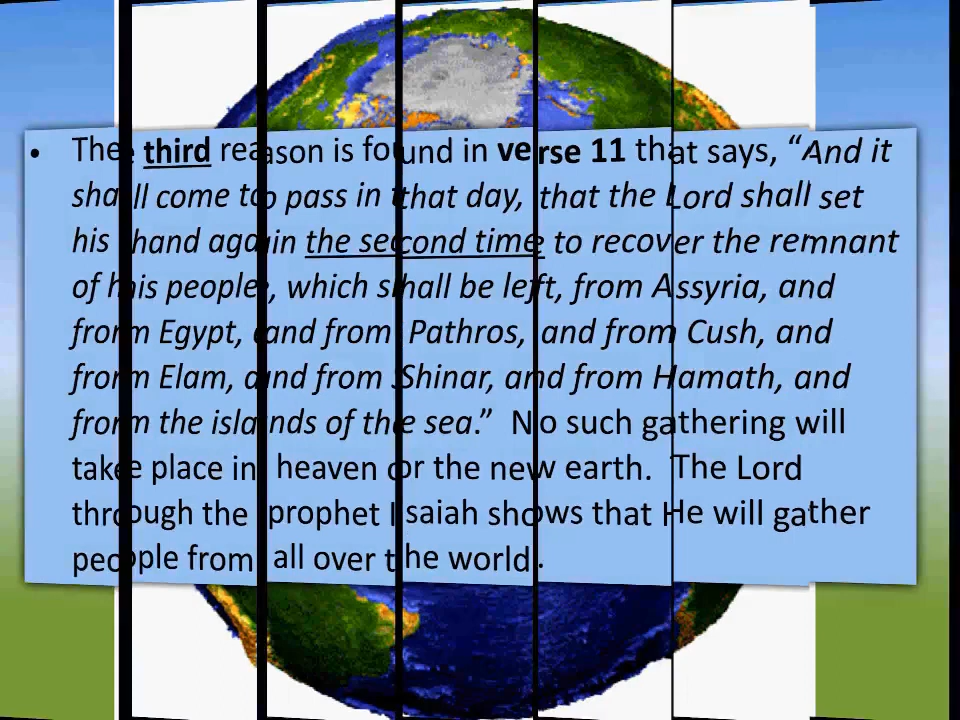 • The third reason is found in verse 11 that says, “And it
shall come to pass in that day, that the Lord shall set
his hand again the second time to recover the remnant
of his people, which shall be left, from Assyria, and
from Egypt, and from Pathros, and from Cush, and
from Elam, and from Shinar, and from Hamath, and
from the islands of the sea.” No such gathering will
take place in heaven or the new earth. The Lord
through the prophet Isaiah shows that He will gather
people from all over the world.